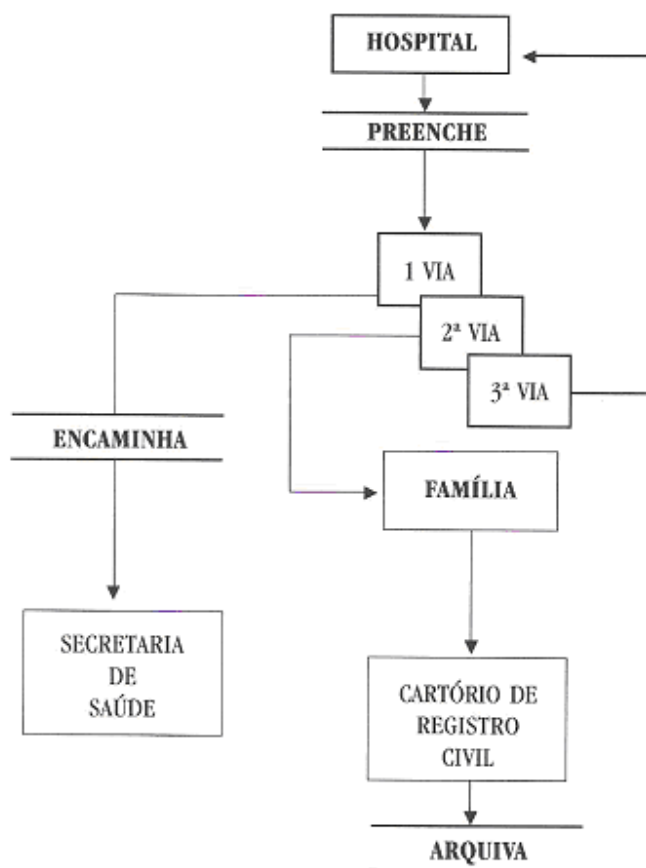 HOSPITAL
PREENCHE
1 VIA
2ª VIA
3ª VIA
ENCAMINHA
FAMÍLIA
SECRETARIA
DE
SAÚDE
CARTÓRIO DE
REGISTRO
CIVIL
ARQUIVA